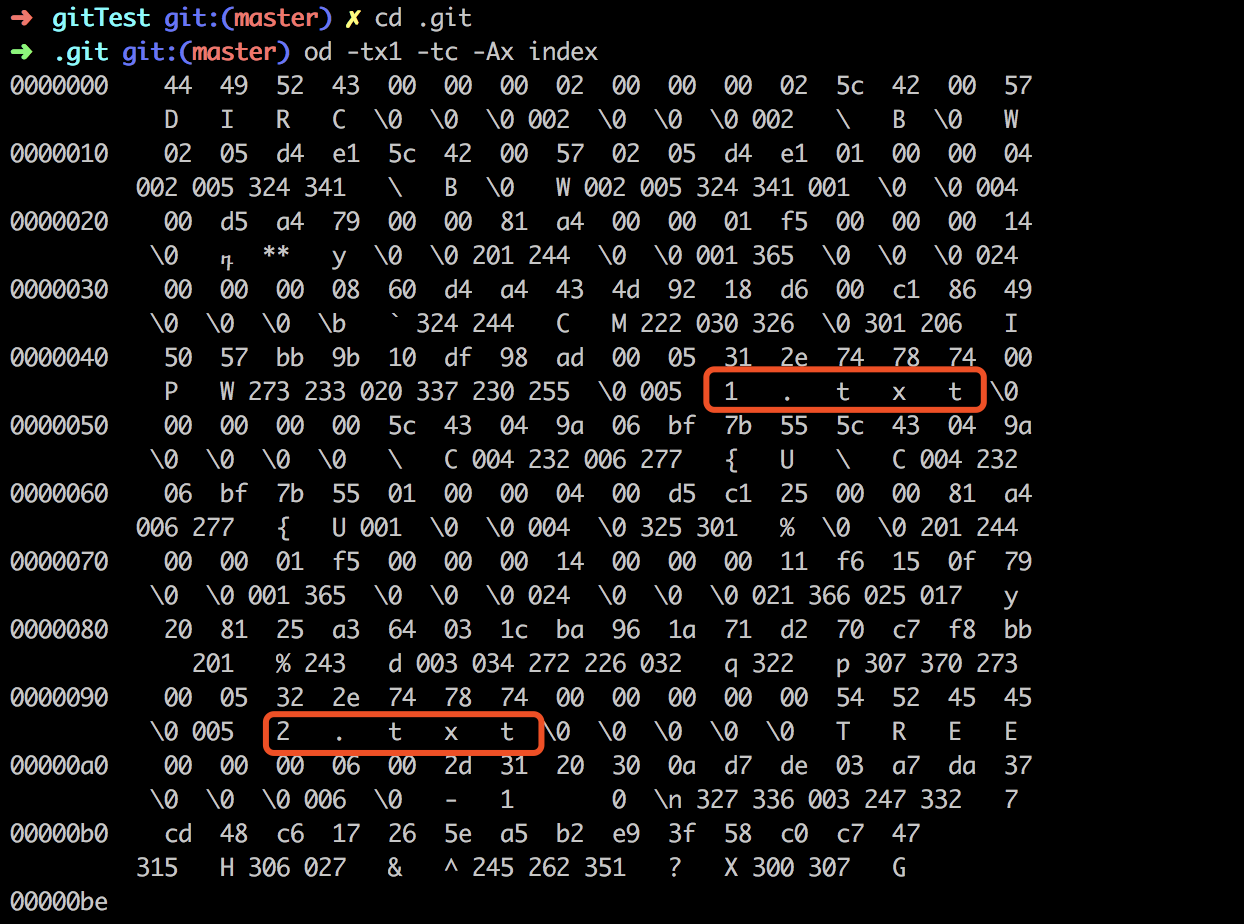 ➜ gitTest git:(master) ✗ cd .git
➜ .git git:(master) od -tx1 -tc -Ax index
0000000    44  49  52  43  00  00  00  02  00  00  00  02  5c  42  00  57
           D   I   R   C  \0  \0  \0 002  \0  \0  \0 002   \   B  \0   W
0000010    02  05  d4  e1  5c  42  00  57  02  05  d4  e1  01  00  00  04
         002 005 324 341   \   B  \0   W 002 005 324 341 001  \0  \0 004
0000020    00  d5  a4  79  00  00  81  a4  00  00  01  f5  00  00  00  14
          \0   դ  **   y  \0  \0 201 244  \0  \0 001 365  \0  \0  \0 024
0000030    00  00  00  08  60  d4  a4  43  4d  92  18  d6  00  c1  86  49
          \0  \0  \0  \b   ` 324 244   C   M 222 030 326  \0 301 206   I
0000040    50  57  bb  9b  10  df  98  ad  00  05  31  2e  74  78  74  00
           P   W 273 233 020 337 230 255  \0 005   1   .   t   x   t  \0
0000050    00  00  00  00  5c  43  04  9a  06  bf  7b  55  5c  43  04  9a
          \0  \0  \0  \0   \   C 004 232 006 277   {   U   \   C 004 232
0000060    06  bf  7b  55  01  00  00  04  00  d5  c1  25  00  00  81  a4
         006 277   {   U 001  \0  \0 004  \0 325 301   %  \0  \0 201 244
0000070    00  00  01  f5  00  00  00  14  00  00  00  11  f6  15  0f  79
          \0  \0 001 365  \0  \0  \0 024  \0  \0  \0 021 366 025 017   y
0000080    20  81  25  a3  64  03  1c  ba  96  1a  71  d2  70  c7  f8  bb
             201   % 243   d 003 034 272 226 032   q 322   p 307 370 273
0000090    00  05  32  2e  74  78  74  00  00  00  00  00  54  52  45  45
          \0 005   2   .   t   x   t  \0  \0  \0  \0  \0   T   R   E   E
00000a0    00  00  00  06  00  2d  31  20  30  0a  d7  de  03  a7  da  37
          \0  \0  \0 006  \0   -   1       0  \n 327 336 003 247 332   7
00000b0    cd  48  c6  17  26  5e  a5  b2  e9  3f  58  c0  c7  47
         315   H 306 027   &   ^ 245 262 351   ?   X 300 307   G
00000be